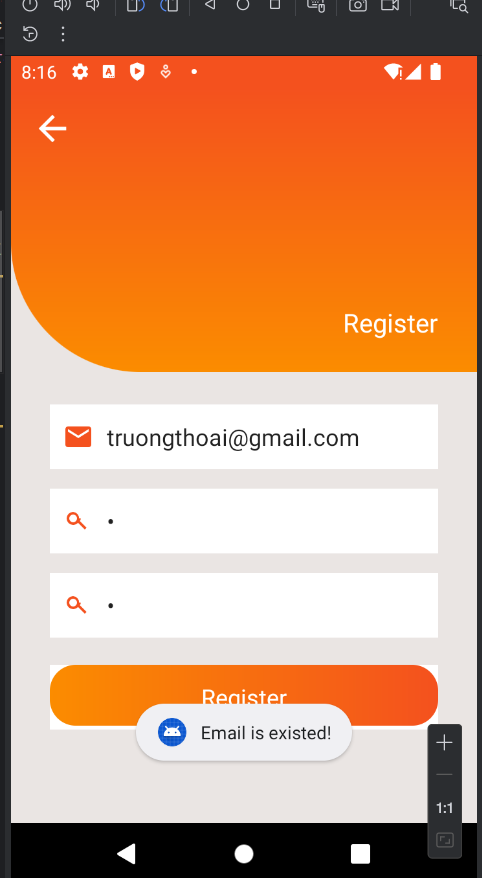 8:16
Register
truongthoai@gmail.com
Register
Email is existed!
1:1